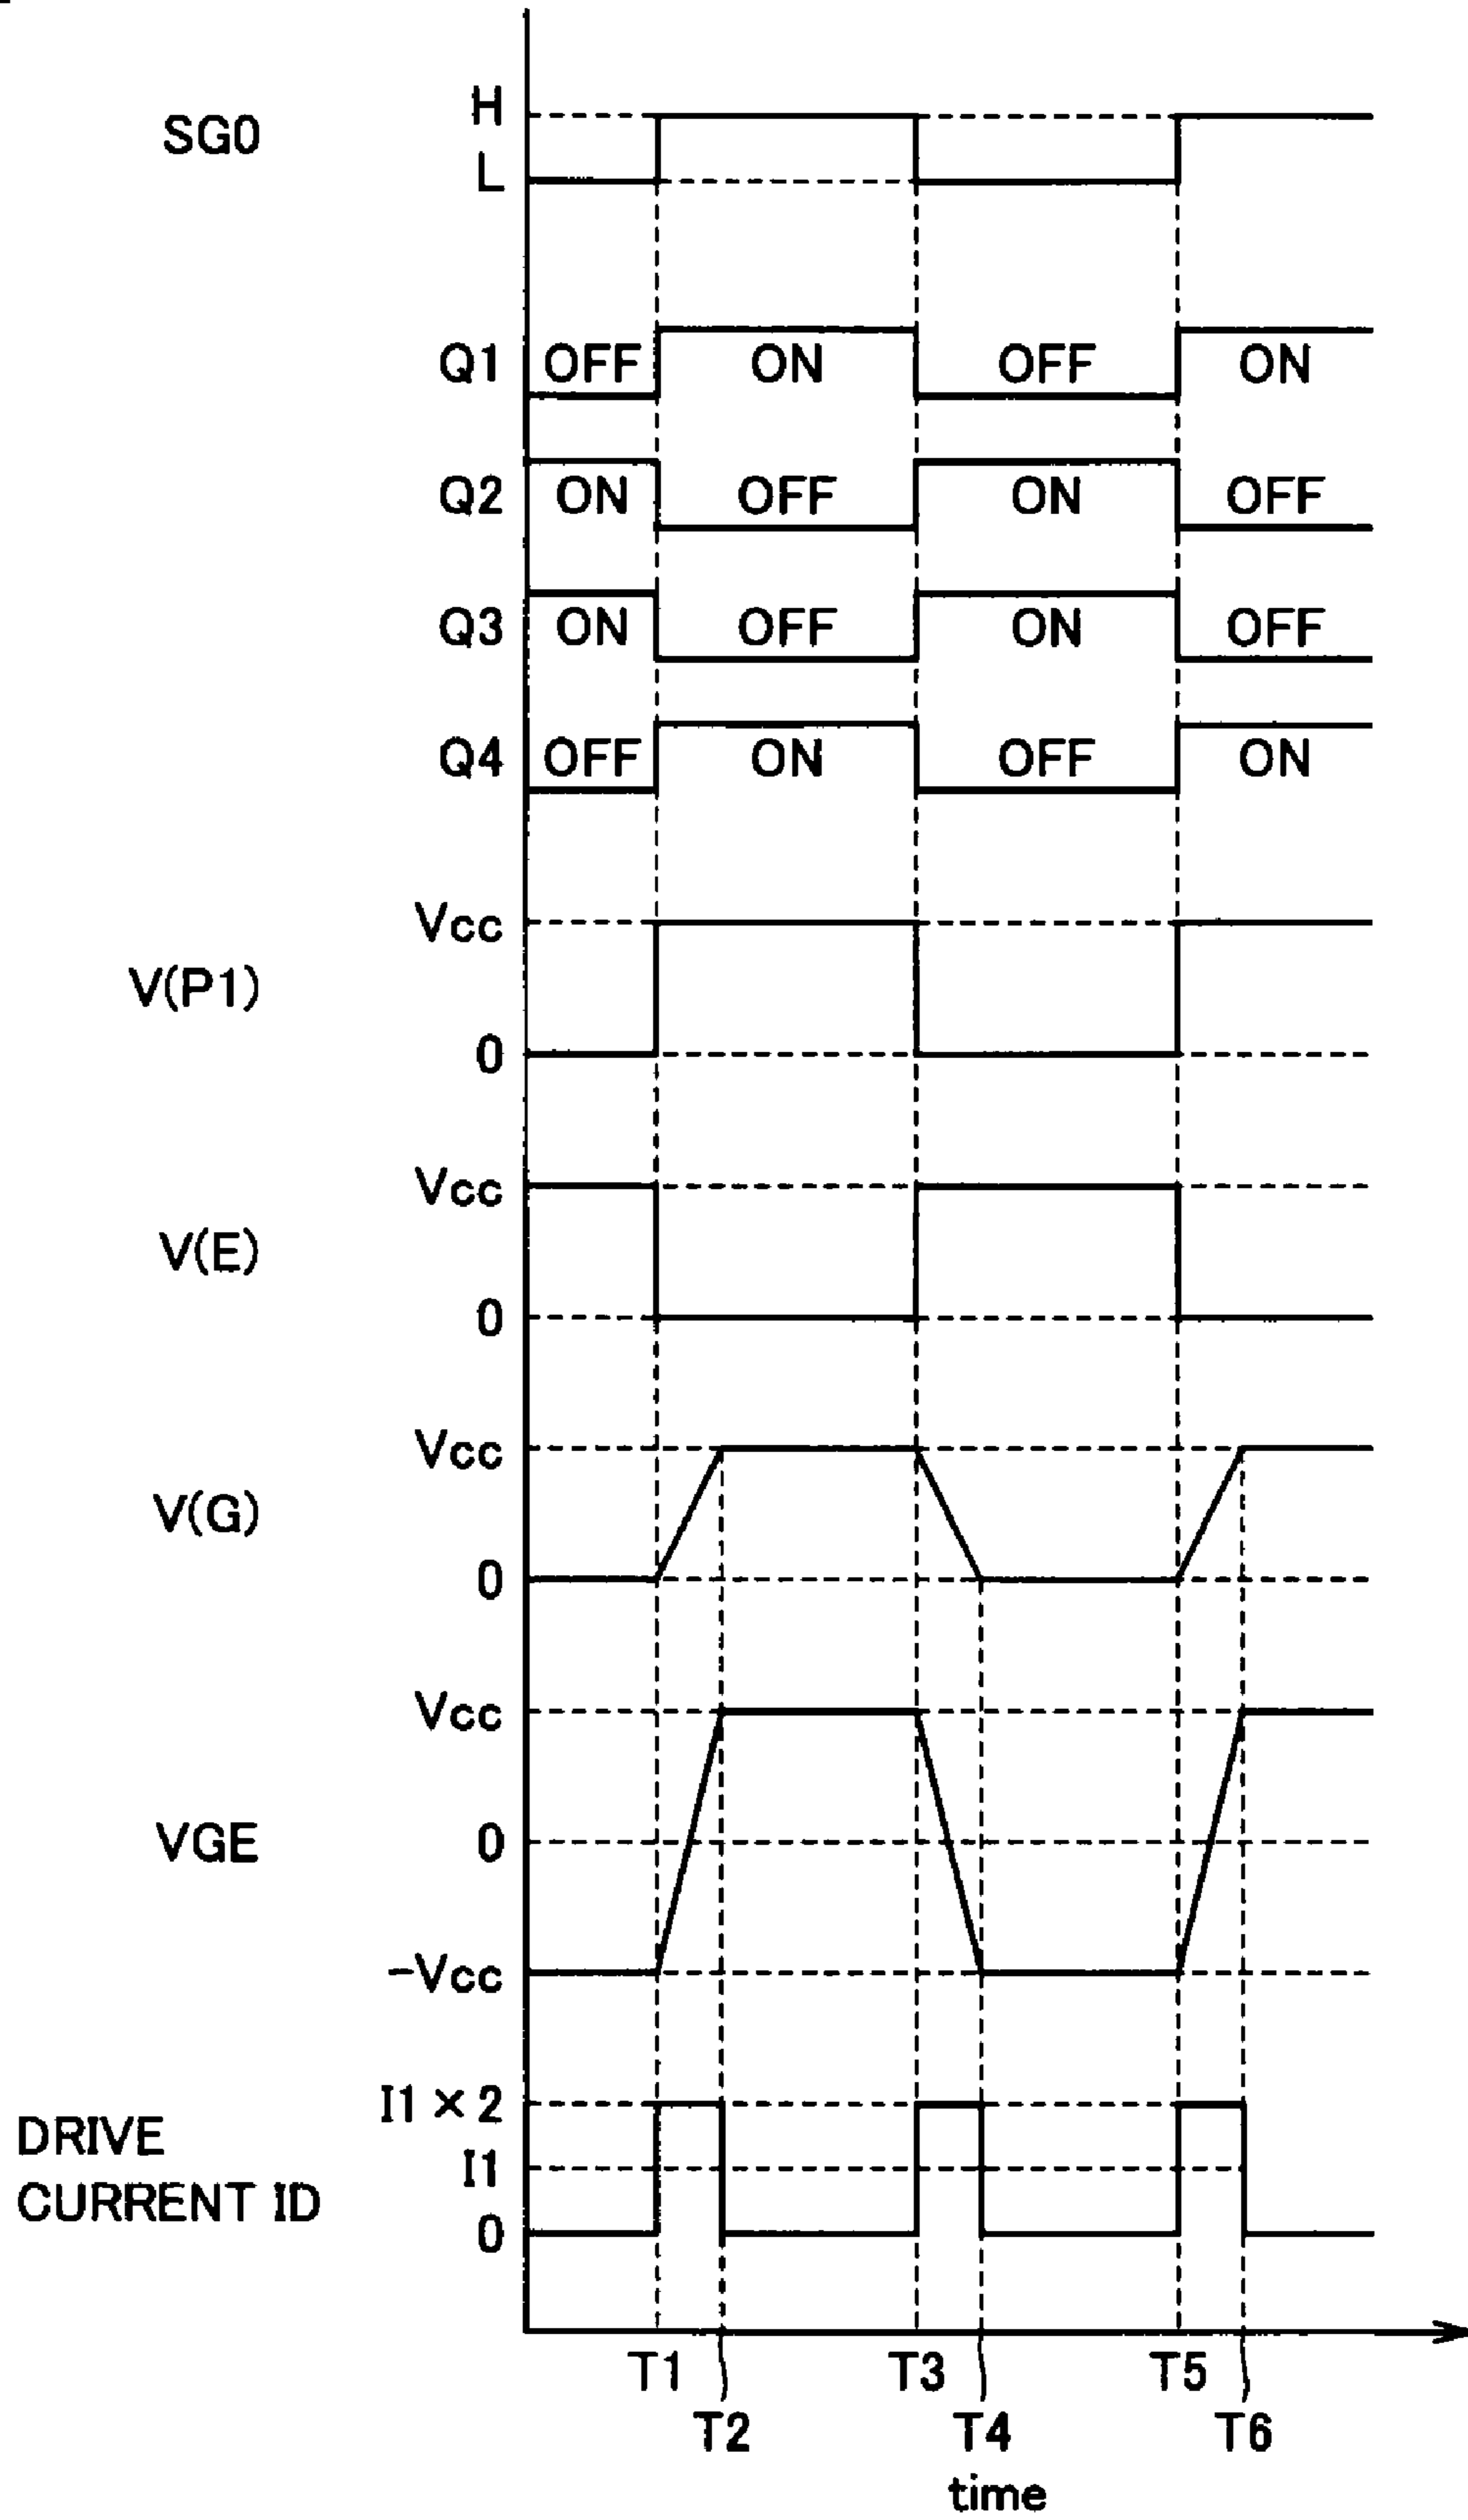 SG0
H
L
Q1 OFF ON OFF ON
Q2 ON OFF ON OFF
Q3 ON OFF ON OFF
Q4 OFF ON OFF ON
V(P1)
Vcc
0
V(E)
Vcc
0
V(G)
Vcc
0
VGE
Vcc
0
-Vcc
DRIVE
CURRENT ID
I1 × 2
I1
0
T1 T3 T5
T2 T4 T6
time